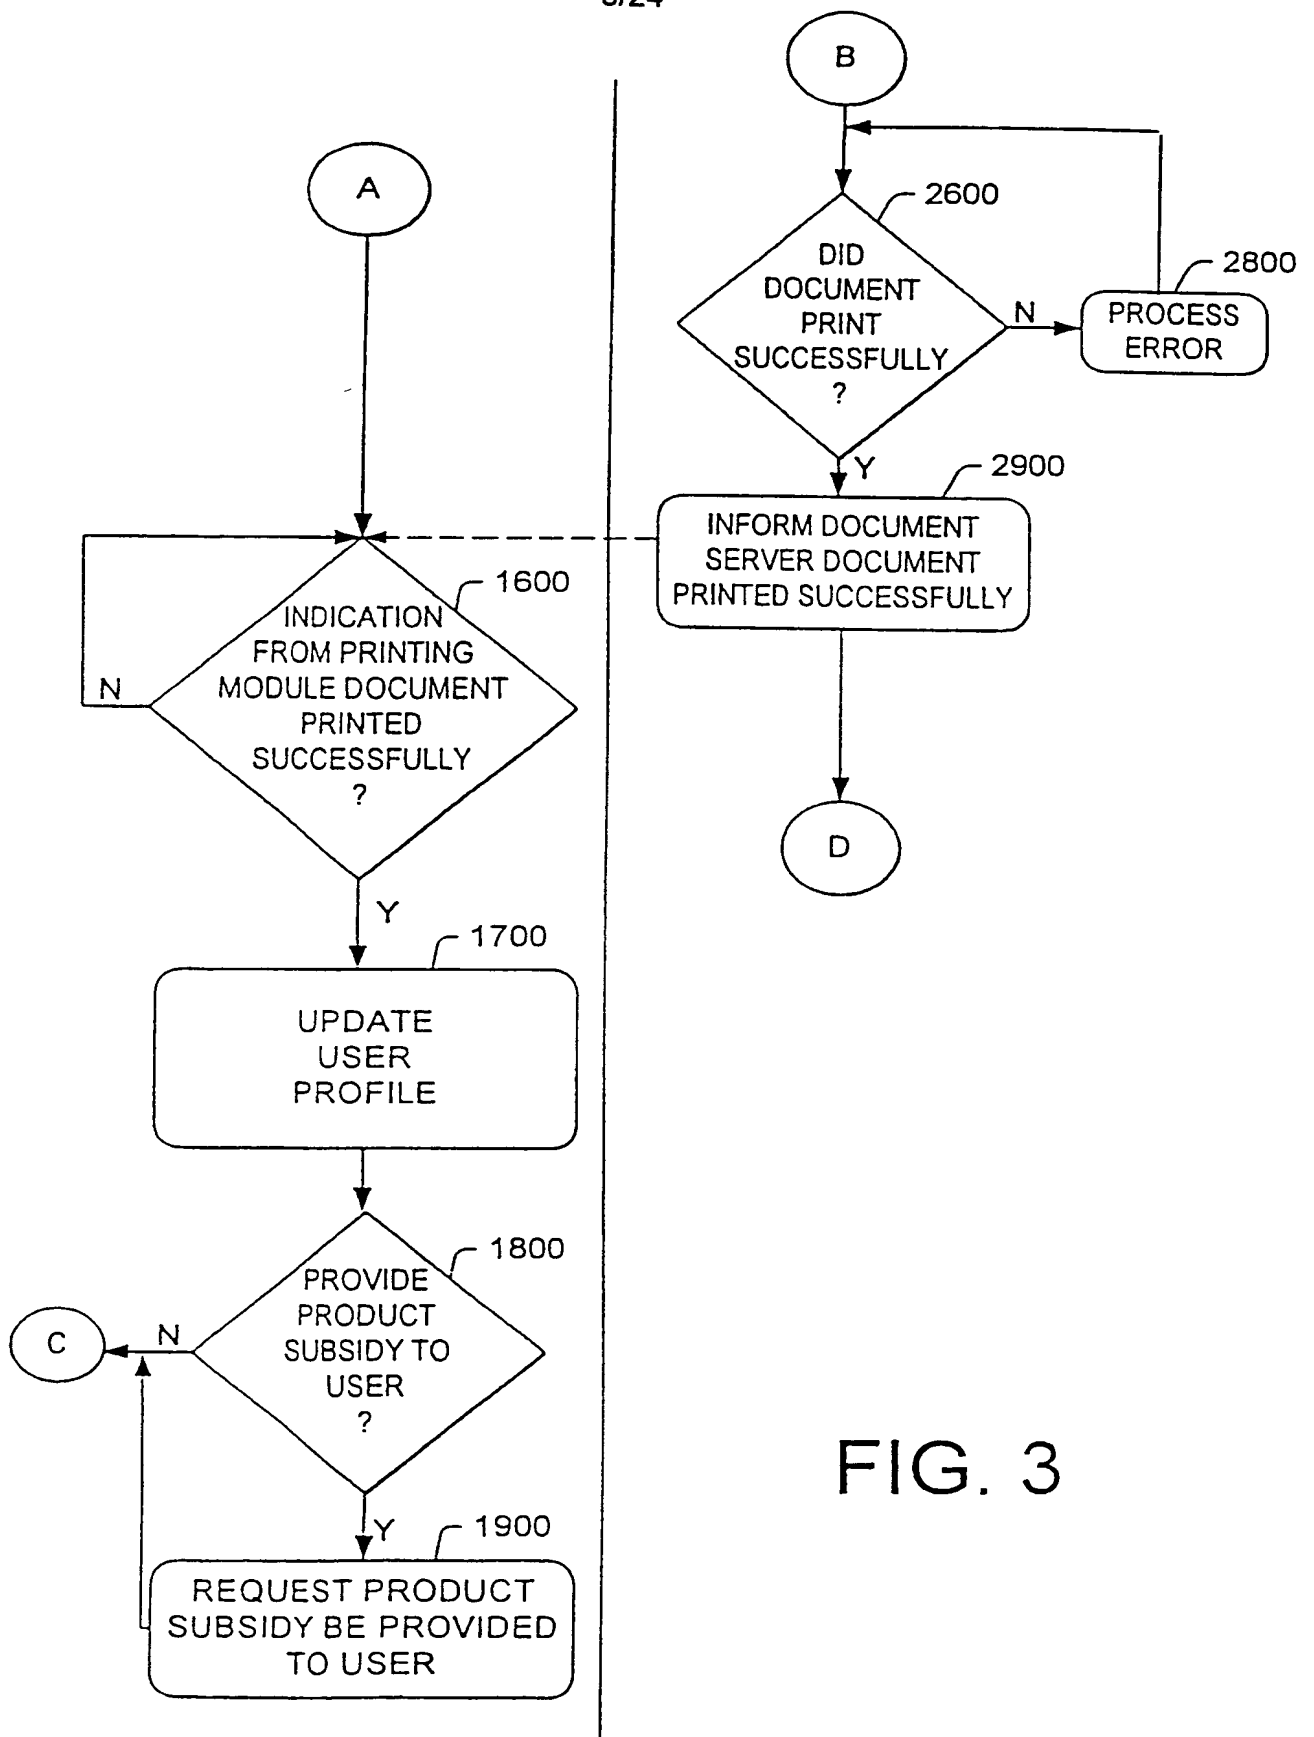 B
A
2600
DID
DOCUMENT
PRINT
SUCCESSFULLY
?
N
2800
PROCESS
ERROR
Y
2900
INFORM DOCUMENT
SERVER DOCUMENT
PRINTED SUCCESSFULLY
D
1600
INDICATION
FROM PRINTING
MODULE DOCUMENT
PRINTED
SUCCESSFULLY
?
N
Y
1700
UPDATE
USER
PROFILE
1800
PROVIDE
PRODUCT
SUBSIDY TO
USER
?
N
C
Y
1900
REQUEST PRODUCT
SUBSIDY BE PROVIDED
TO USER
FIG. 3